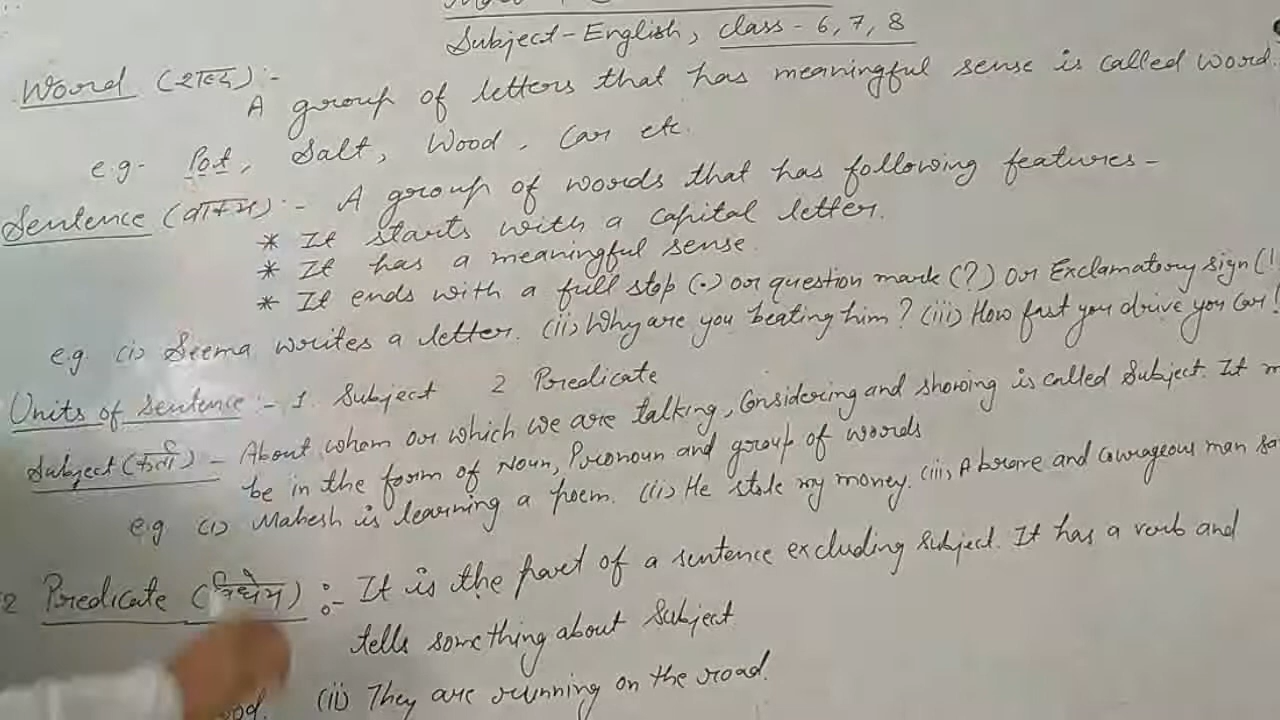 Subject-English, class - 6, 7, 8
Word (शब्द) :-
A group of letters that has meaningful sense is called word.
e.g- Pot, Salt, Wood, Car etc.
Sentence (वाक्य) :- A group of words that has following features -
* It starts with a capital letter.
* It has a meaningful sense.
* It ends with a full stop (.) or question mark (?) or Exclamatory sign (!
e.g. (i) Seema writes a letter. (ii) Why are you beating him? (iii) How fast you drive you Car!
Units of sentence :- 1. Subject 2 Predicate
Subject (कर्ता) - About whom or which we are talking, Considering and showing is called Subject. It
be in the form of Noun, Pronoun and group of words
e.g. (i) Mahesh is learning a poem. (ii) He stole my money. (iii) A brave and Courageous man
2 Predicate (विधेय) :- It is the part of a sentence excluding Subject. It has a verb and
tells something about Subject
(ii) They are running on the road.